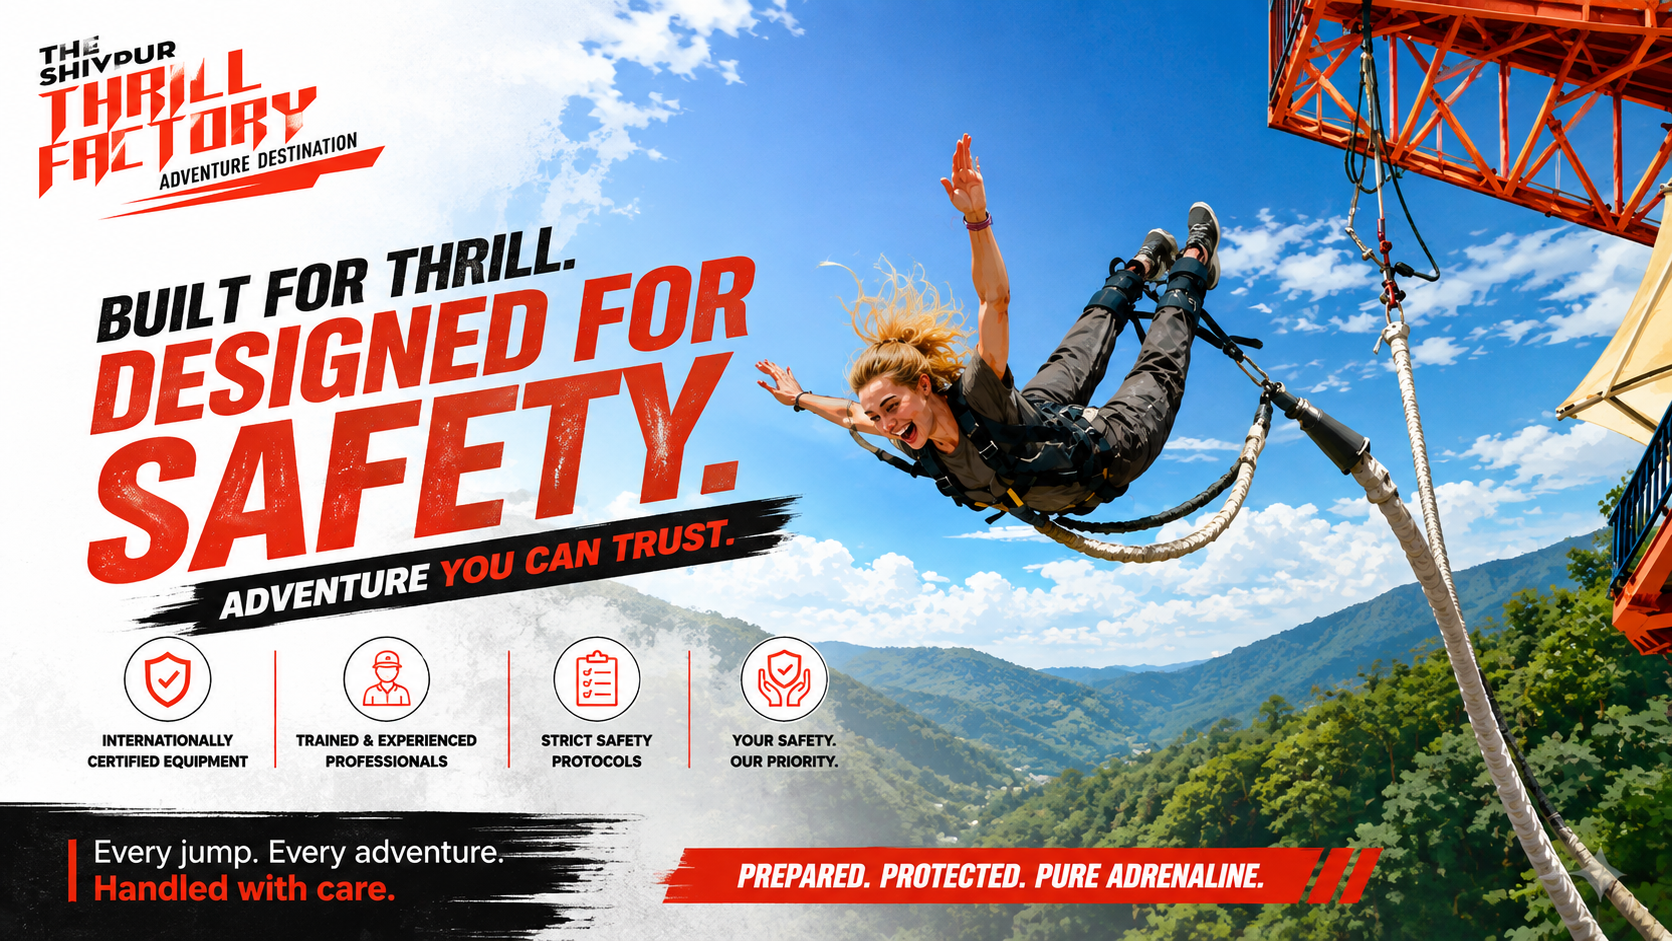 THE
SHIVPUR
THRILL
FACTORY
ADVENTURE DESTINATION
BUILT FOR THRILL.
DESIGNED FOR
SAFETY.
ADVENTURE YOU CAN TRUST.
INTERNATIONALLY
CERTIFIED EQUIPMENT
TRAINED & EXPERIENCED
PROFESSIONALS
STRICT SAFETY
PROTOCOLS
YOUR SAFETY.
OUR PRIORITY.
Every jump. Every adventure.
Handled with care.
PREPARED. PROTECTED. PURE ADRENALINE.